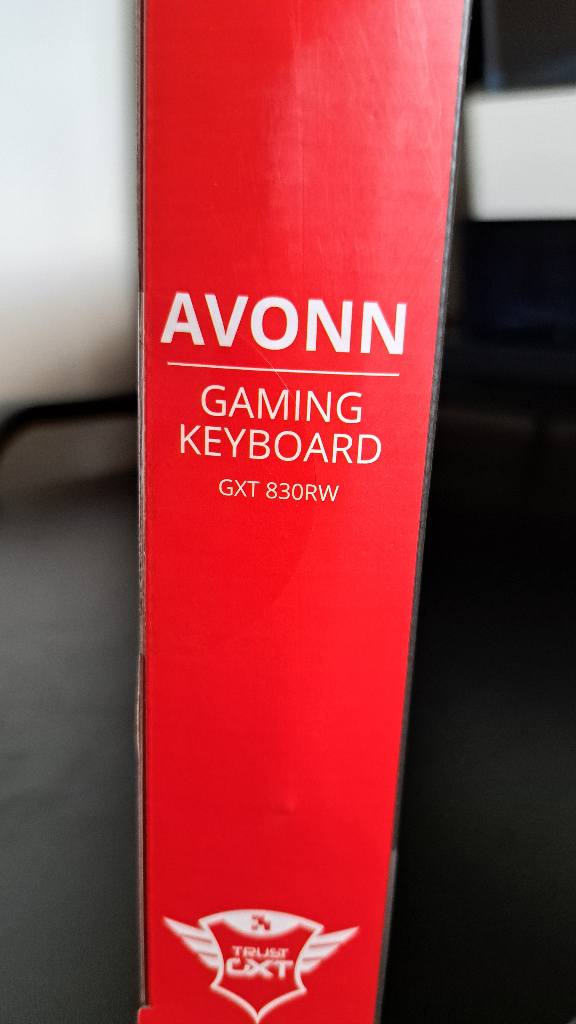 AVONN
GAMING
KEYBOARD
GXT 830RW
TRUST
GXT